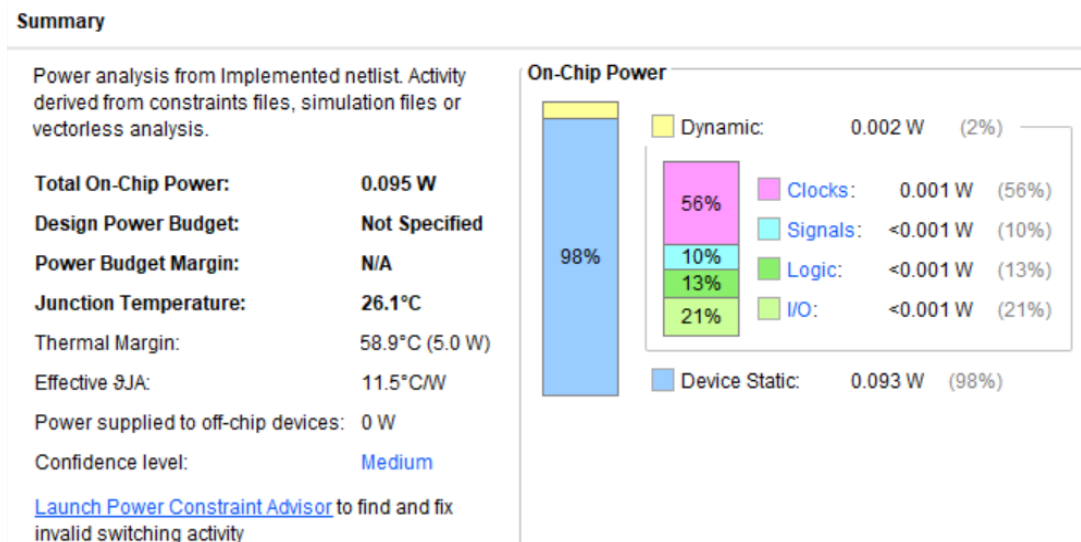 Summary
Power analysis from Implemented netlist. Activity
derived from constraints files, simulation files or
vectorless analysis.
Total On-Chip Power: 0.095 W
Design Power Budget: Not Specified
Power Budget Margin: N/A
Junction Temperature: 26.1°C
Thermal Margin: 58.9°C (5.0 W)
Effective ϑJA: 11.5°C/W
Power supplied to off-chip devices: 0 W
Confidence level: Medium
Launch Power Constraint Advisor to find and fix
invalid switching activity
On-Chip Power
98%
Dynamic: 0.002 W (2%)
56%
10%
13%
21%
Clocks: 0.001 W (56%)
Signals: <0.001 W (10%)
Logic: <0.001 W (13%)
I/O: <0.001 W (21%)
Device Static: 0.093 W (98%)